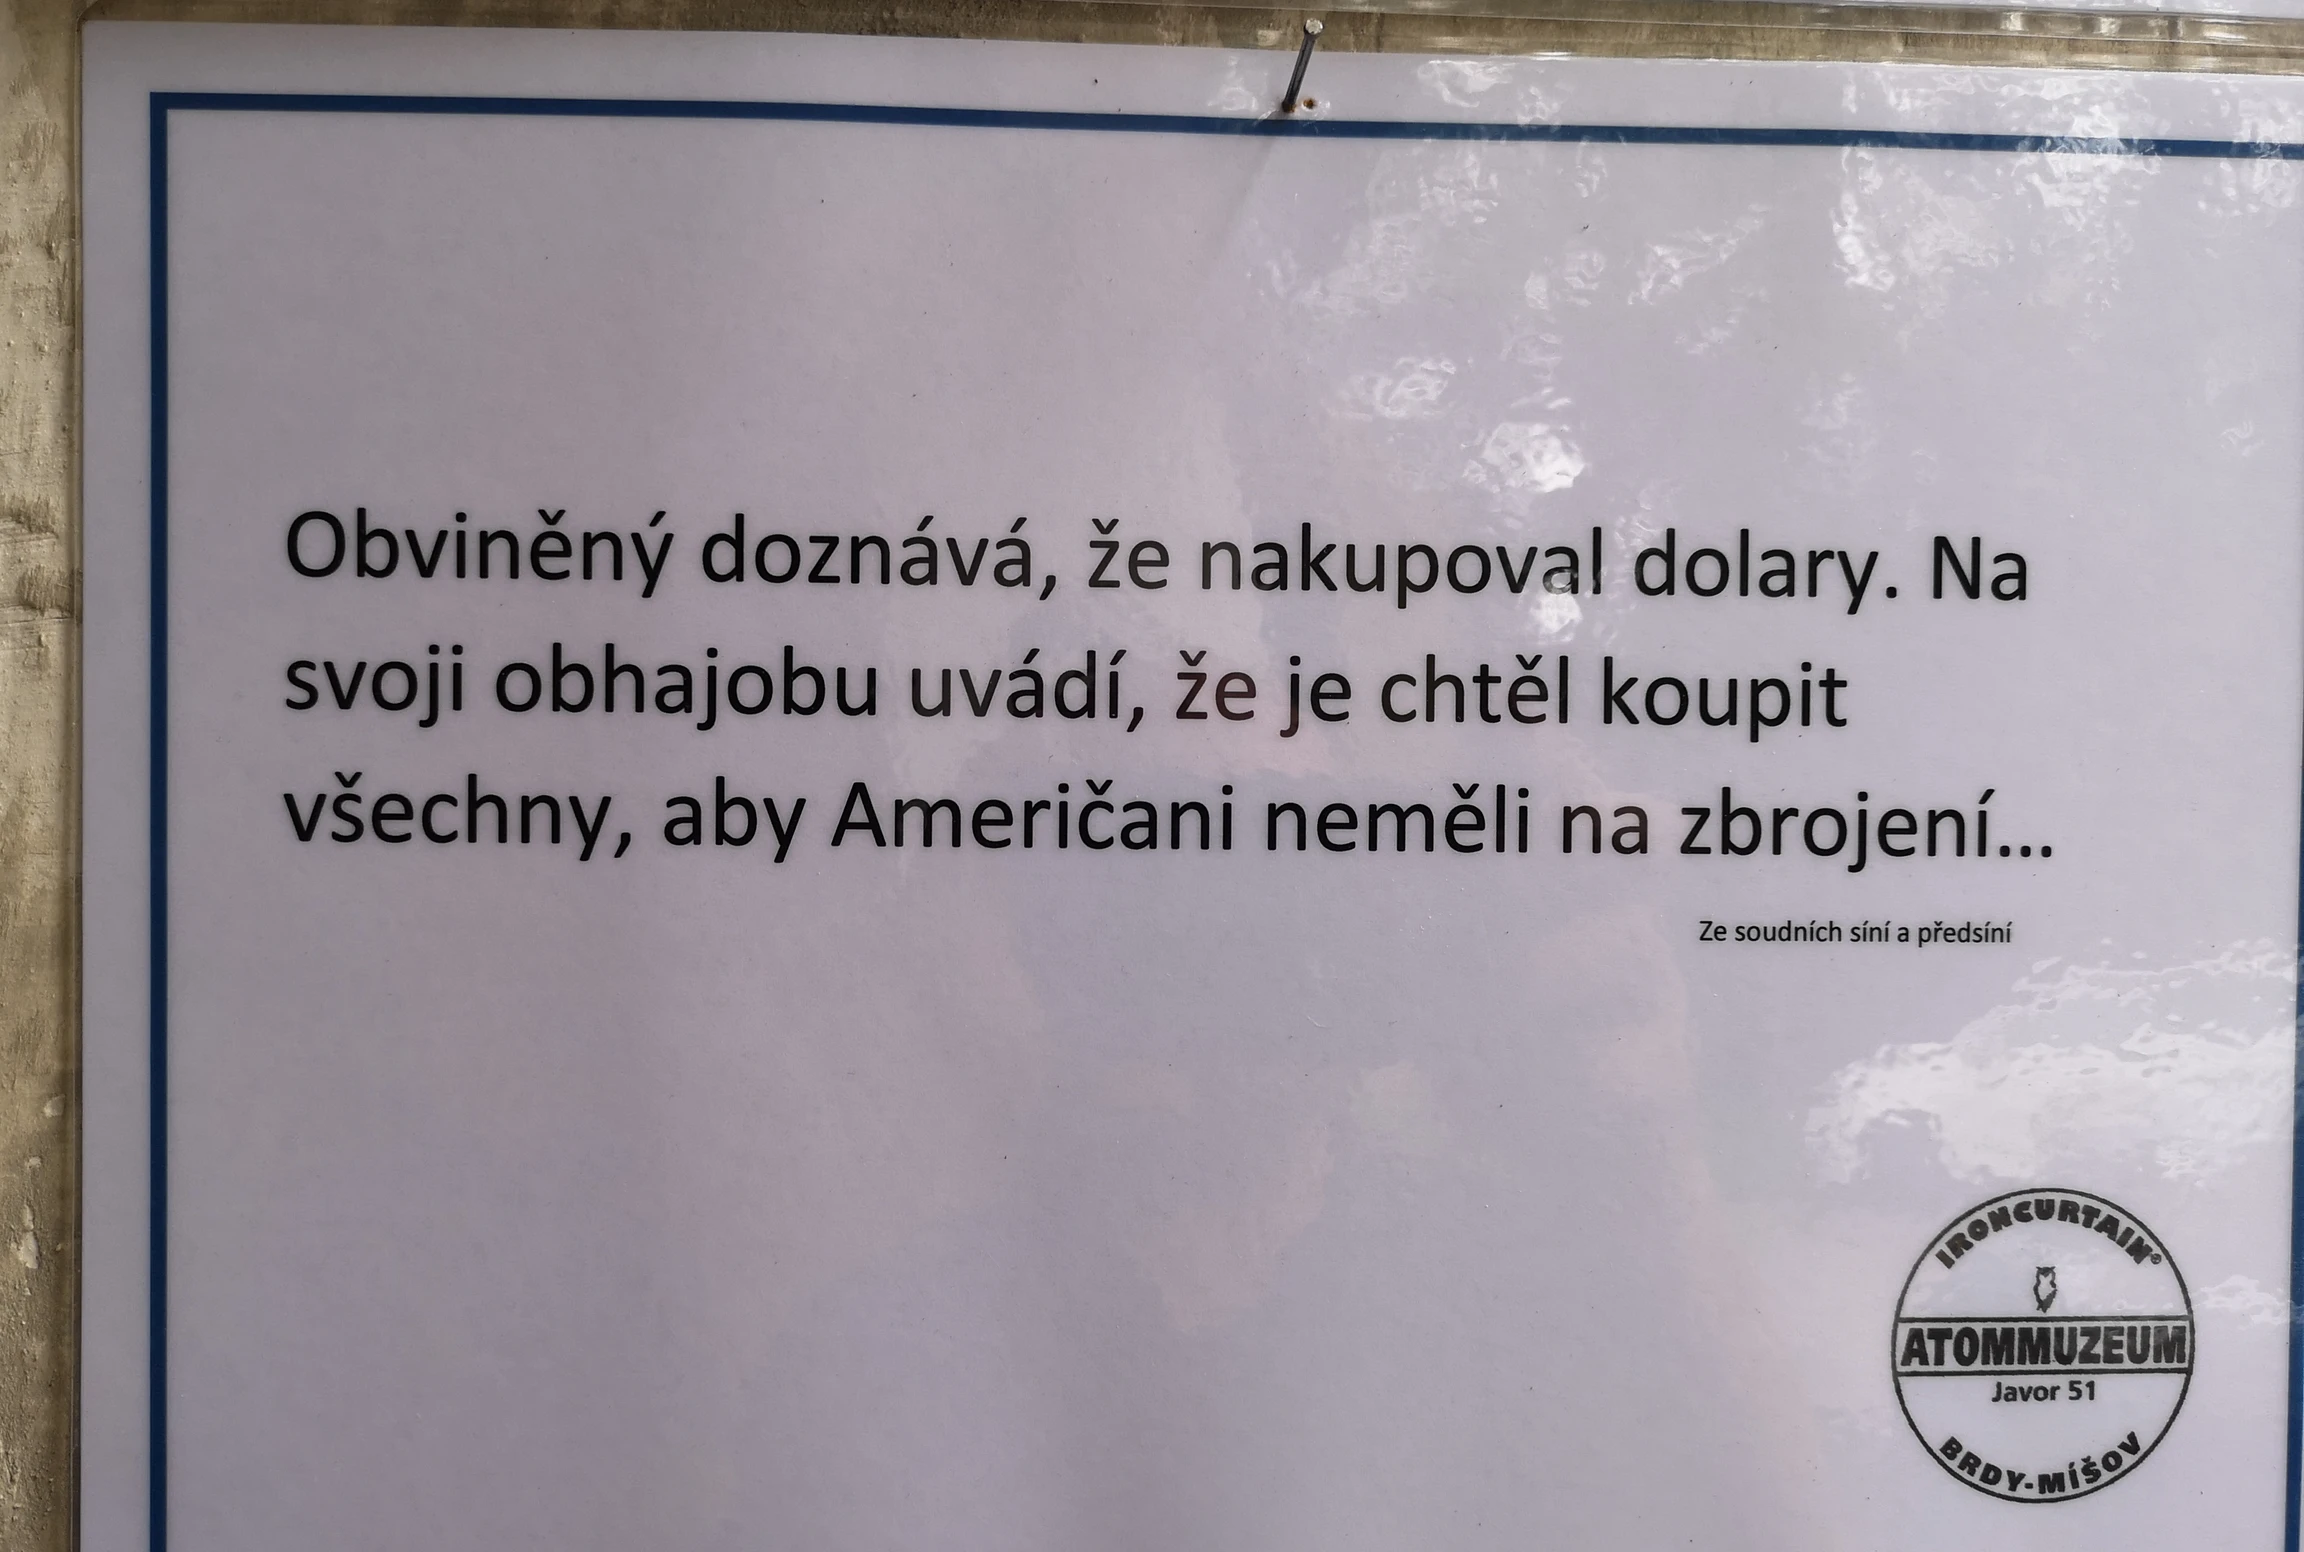 Obviněný doznává, že nakupoval dolary. Na
svoji obhajobu uvádí, že je chtěl koupit
všechny, aby Američani neměli na zbrojení...
Ze soudních síní a předsíní
IRONCURTAIN®
ATOMMUZEUM
Javor 51
BRDY-MÍŠOV